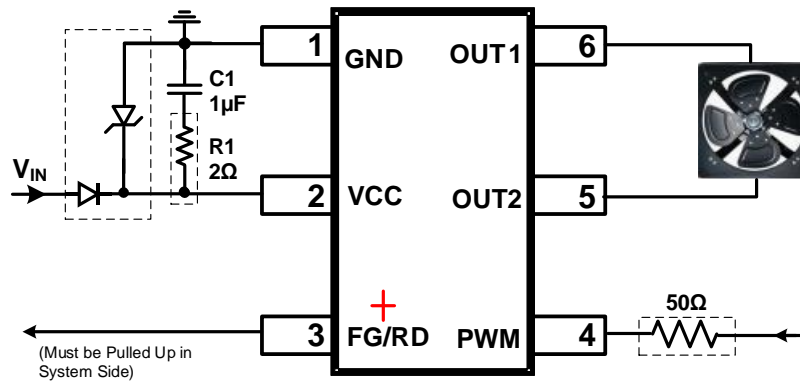 1
GND
OUT1
6
C1
1µF
R1
2Ω
VIN
2
VCC
OUT2
5
50Ω
3
FG/RD
PWM
4
(Must be Pulled Up in
System Side)